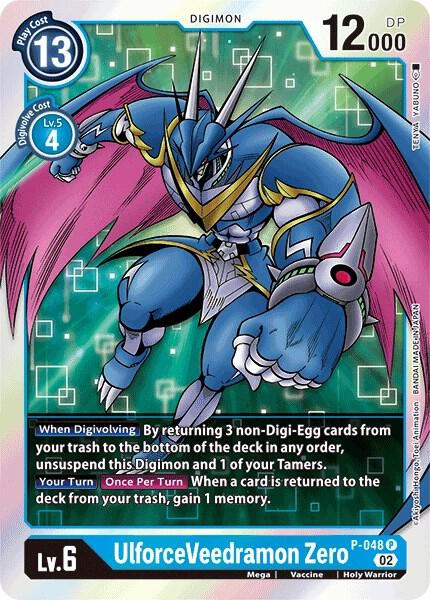 Play Cost
13
DIGIMON
12000
DP
Digivolve Cost
Lv.5
4
TENYA YABUNO
When Digivolving By returning 3 non-Digi-Egg cards from
your trash to the bottom of the deck in any order,
unsuspend this Digimon and 1 of your Tamers.
Your Turn Once Per Turn When a card is returned to the
deck from your trash, gain 1 memory.
©Akiyoshi Hongo, Toei Animation BANDAI MADE IN JAPAN
Lv.6
UlforceVeedramon Zero
P-048 P
02
Mega | Vaccine | Holy Warrior